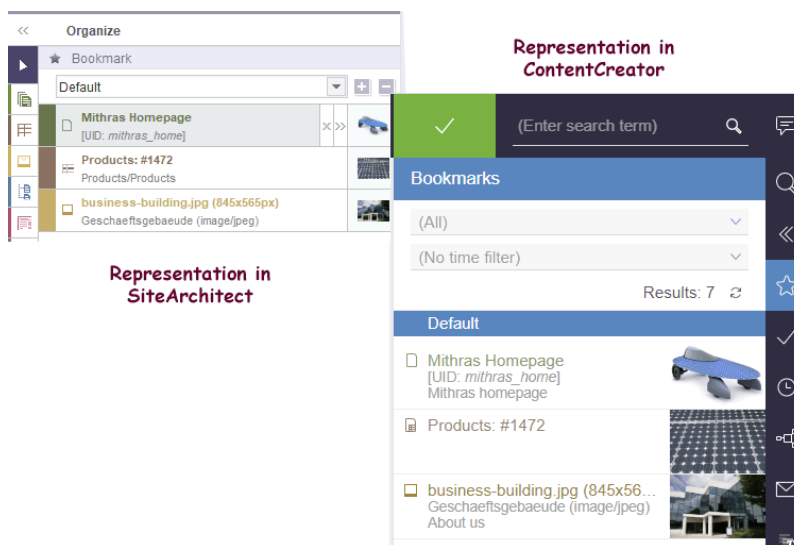 Organize
Bookmark
Default
Mithras Homepage
[UID: mithras_home]
Products: #1472
Products/Products
business-building.jpg (845x565px)
Geschaeftsgebaeude (image/jpeg)
Representation in
SiteArchitect
Representation in
ContentCreator
(Enter search term)
Bookmarks
(All)
(No time filter)
Results: 7
Default
Mithras Homepage
[UID: mithras_home]
Mithras homepage
Products: #1472
business-building.jpg (845x56...
Geschaeftsgebaeude (image/jpeg)
About us